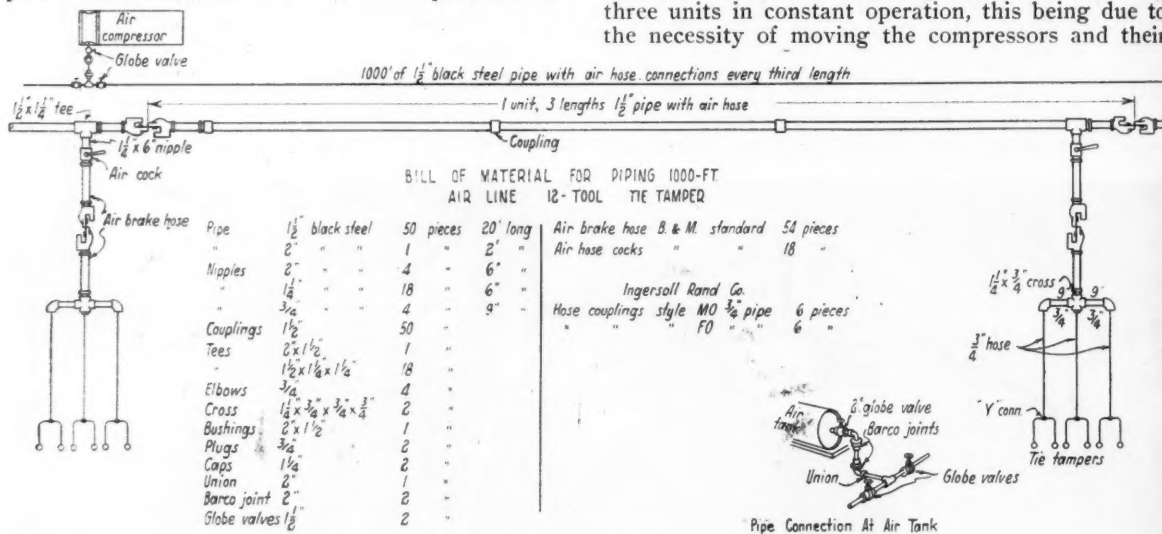 three units in constant operation, this being due to
the necessity of moving the compressors and their
Air
compressor
Globe valve
1000' of 1½" black steel pipe with air hose connections every third length
1½" x 1¼" tee
1 unit, 3 lengths 1½" pipe with air hose
1¼" x 6" nipple
Coupling
Air cock
Air brake hose
BILL OF MATERIAL FOR PIPING 1000-FT
AIR LINE 12-TOOL TIE TAMPER
Pipe 1½" black steel 50 pieces 20' long
" 2" " " 1 " 2' "
Nipples 2" " " 4 " 6" "
" 1¼" " " 18 " 6" "
" ¾" " " 4 " 9" "
Couplings 1½" 50 "
Tees 2" x 1½" 1 "
" 1½" x 1¼" x 1¼" 18 "
Elbows ¾" 4 "
Cross 1¼" x ¾" x ¾" x ¾" 2 "
Bushings 2" x 1½" 1 "
Plugs ¾" 2 "
Caps 1¼" 2 "
Union 2" 1 "
Barco joint 2" 2 "
Globe valves 1½" 2 "
Air brake hose B. & M. standard 54 pieces
Air hose cocks " " 18 "
Ingersoll Rand Co.
Hose couplings style MO ¾" pipe 6 pieces
" " " FO " " 6 "
1¼" x ¾" cross
9" 9"
¾" ¾"
¾" hose
"Y" conn.
Tie tampers
Air
tank
2" globe valve
Barco joints
Union
Globe valves
Pipe Connection At Air Tank